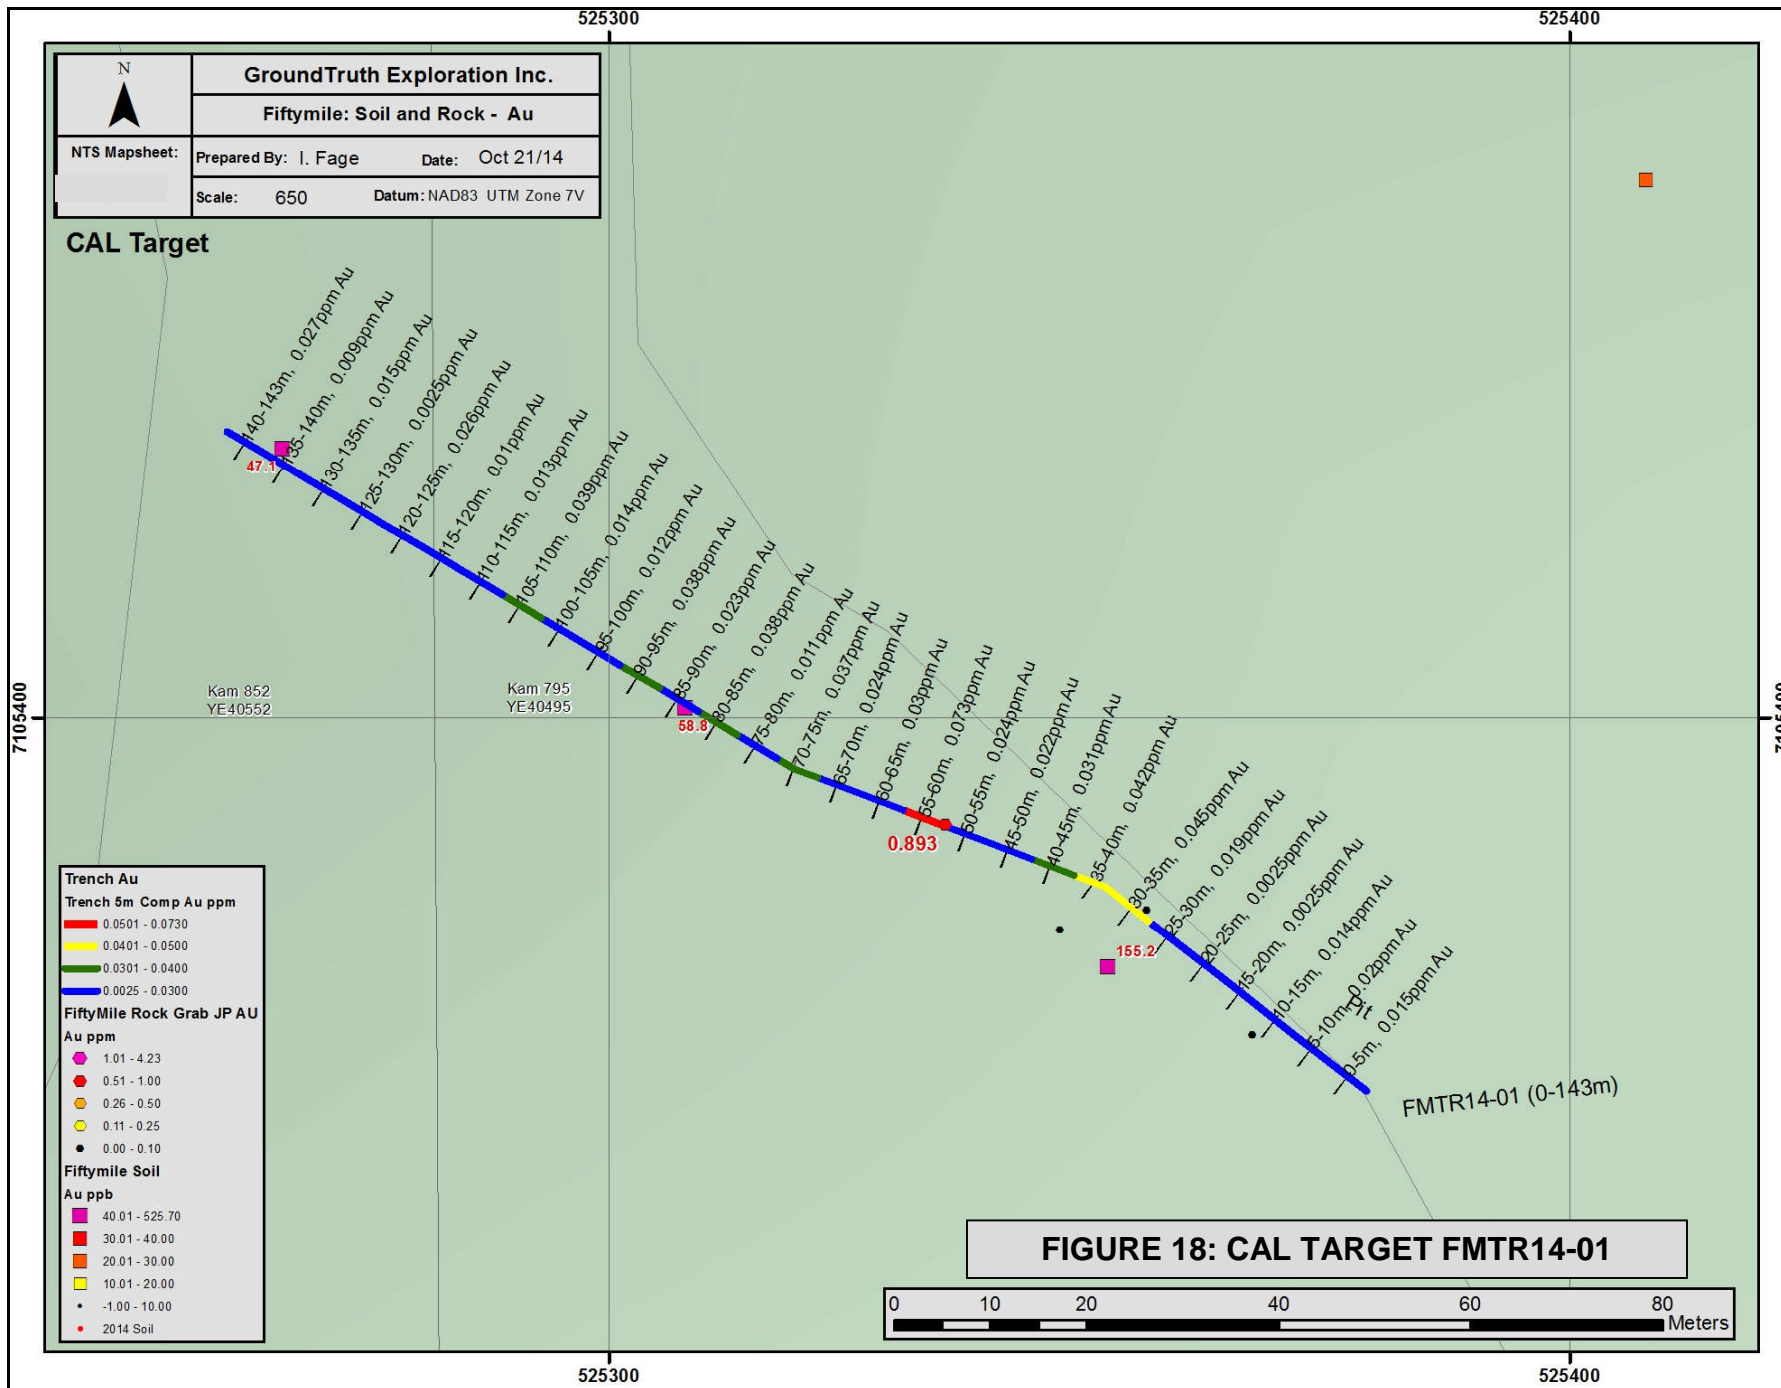 525300
525400
N
GroundTruth Exploration Inc.
Fiftymile: Soil and Rock - Au
NTS Mapsheet:
Prepared By: I. Fage Date: Oct 21/14
Scale: 650 Datum: NAD83 UTM Zone 7V
CAL Target
140-143m, 0.027ppm Au
135-140m, 0.009ppm Au
130-135m, 0.015ppm Au
125-130m, 0.0025ppm Au
120-125m, 0.026ppm Au
115-120m, 0.01ppm Au
110-115m, 0.013ppm Au
105-110m, 0.039ppm Au
100-105m, 0.014ppm Au
95-100m, 0.012ppm Au
90-95m, 0.038ppm Au
85-90m, 0.023ppm Au
80-85m, 0.038ppm Au
75-80m, 0.011ppm Au
70-75m, 0.037ppm Au
65-70m, 0.024ppm Au
60-65m, 0.03ppm Au
55-60m, 0.073ppm Au
50-55m, 0.024ppm Au
45-50m, 0.022ppm Au
40-45m, 0.031ppm Au
35-40m, 0.042ppm Au
30-35m, 0.045ppm Au
25-30m, 0.019ppm Au
20-25m, 0.0025ppm Au
15-20m, 0.0025ppm Au
10-15m, 0.014ppm Au
5-10m, 0.02ppm Au
0-5m, 0.015ppm Au
Pit
47.1
58.8
0.893
155.2
Kam 852
YE40552
Kam 795
YE40495
7105400
7105400
FMTR14-01 (0-143m)
Trench Au
Trench 5m Comp Au ppm
0.0501 - 0.0730
0.0401 - 0.0500
0.0301 - 0.0400
0.0025 - 0.0300
FiftyMile Rock Grab JP AU
Au ppm
1.01 - 4.23
0.51 - 1.00
0.26 - 0.50
0.11 - 0.25
0.00 - 0.10
Fiftymile Soil
Au ppb
40.01 - 525.70
30.01 - 40.00
20.01 - 30.00
10.01 - 20.00
-1.00 - 10.00
2014 Soil
FIGURE 18: CAL TARGET FMTR14-01
0 10 20 40 60 80
Meters
525300
525400